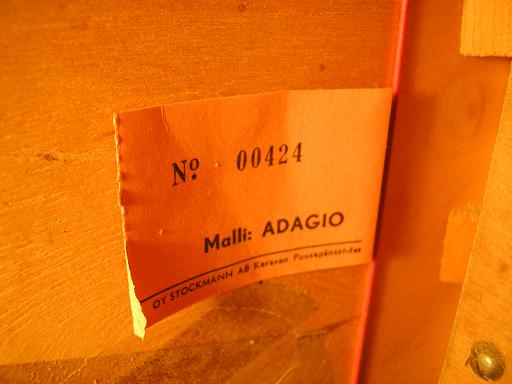 Nº 00424
Malli: ADAGIO
OY STOCKMANN AB Keravan Puusepäntehdas